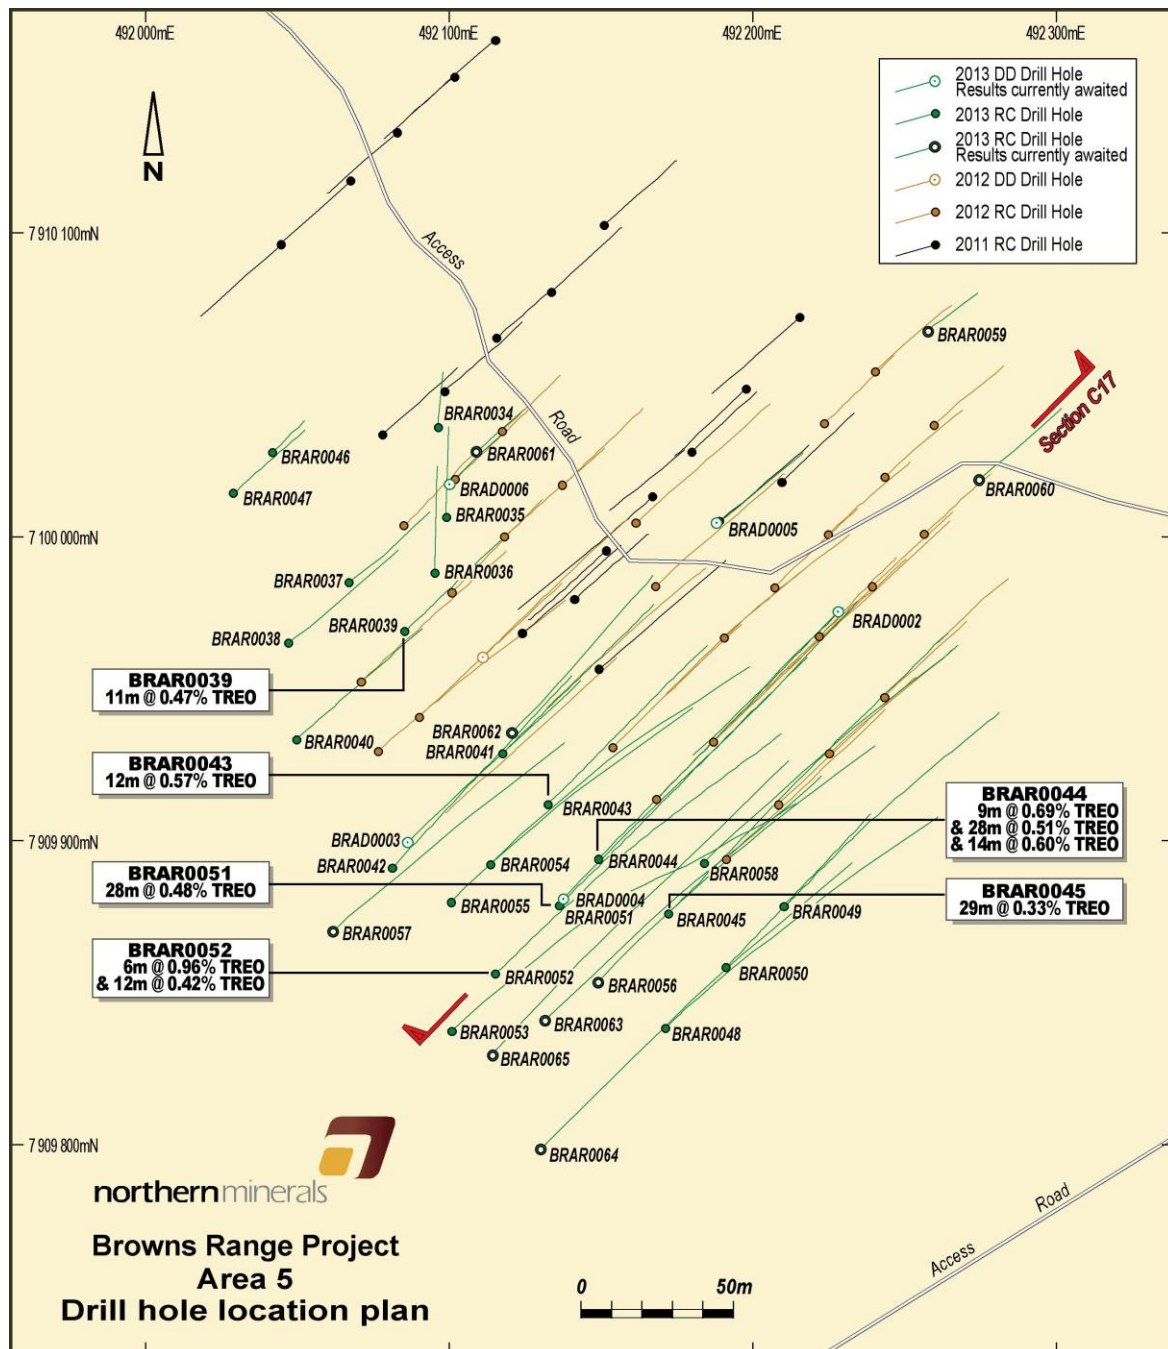 492 000mE
492 100mE
492 200mE
492 300mE
2013 DD Drill Hole
Results currently awaited
2013 RC Drill Hole
2013 RC Drill Hole
Results currently awaited
2012 DD Drill Hole
2012 RC Drill Hole
2011 RC Drill Hole
N
7 910 100mN
Access
Road
BRAR0059
Section C17
BRAR0034
BRAR0046
BRAR0061
BRAR0047
BRAD0006
BRAR0060
BRAR0035
BRAD0005
7 100 000mN
BRAR0037
BRAR0036
BRAR0038
BRAR0039
BRAD0002
BRAR0039
11m @ 0.47% TREO
BRAR0062
BRAR0040
BRAR0041
BRAR0043
12m @ 0.57% TREO
BRAR0043
BRAR0044
9m @ 0.69% TREO
& 28m @ 0.51% TREO
& 14m @ 0.60% TREO
7 909 900mN
BRAD0003
BRAR0042
BRAR0054
BRAR0044
BRAR0058
BRAR0051
28m @ 0.48% TREO
BRAR0045
29m @ 0.33% TREO
BRAR0055
BRAD0004
BRAR0051
BRAR0045
BRAR0049
BRAR0057
BRAR0052
6m @ 0.96% TREO
& 12m @ 0.42% TREO
BRAR0052
BRAR0056
BRAR0050
BRAR0053
BRAR0063
BRAR0048
BRAR0065
7 909 800mN
BRAR0064
northernminerals
Browns Range Project
Area 5
Drill hole location plan
0 50m
Access
Road